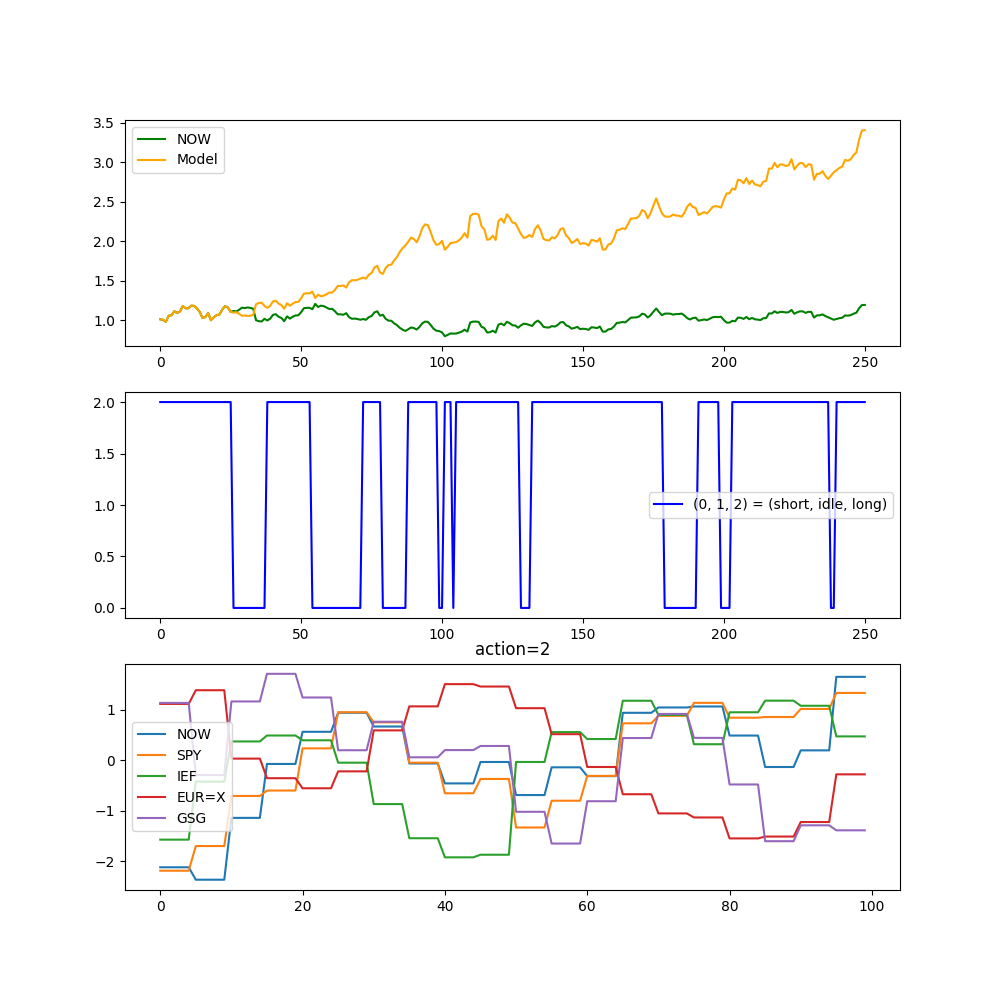 3.5
3.0
2.5
2.0
1.5
1.0
NOW
Model
0 50 100 150 200 250
2.0
1.5
1.0
0.5
0.0
(0, 1, 2) = (short, idle, long)
0 50 100 150 200 250
action=2
1
0
−1
−2
NOW
SPY
IEF
EUR=X
GSG
0 20 40 60 80 100